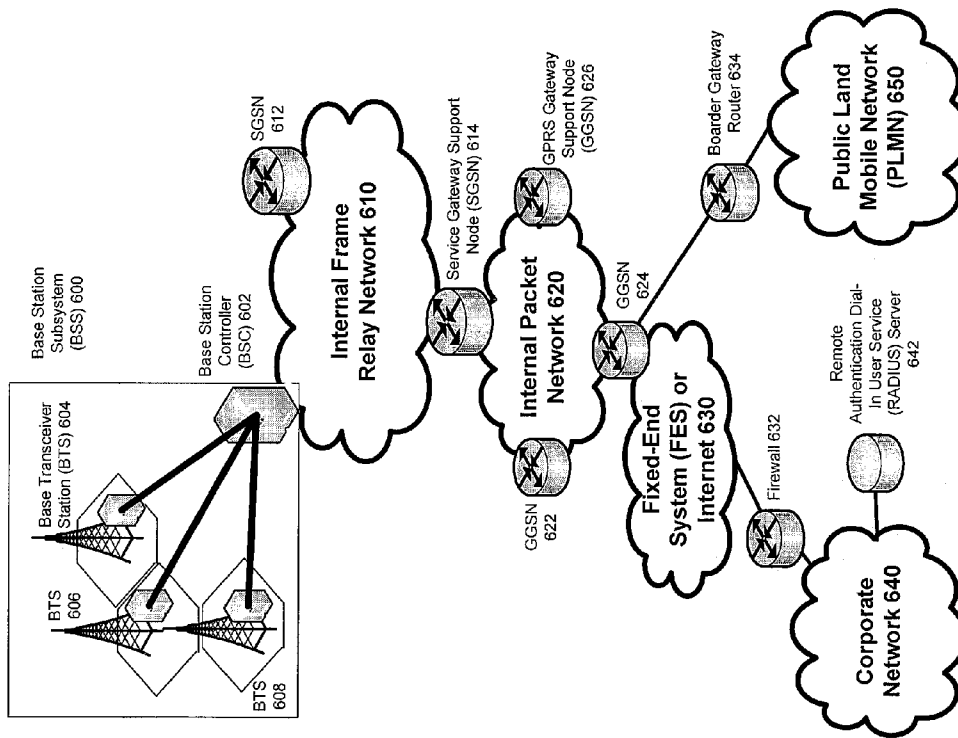 Base Station
Subsystem
(BSS) 600
Base Transceiver
Station (BTS) 604
BTS
606
BTS
608
Base Station
Controller
(BSC) 602
SGSN
612
Internal Frame
Relay Network 610
Service Gateway Support
Node (SGSN) 614
GPRS Gateway
Support Node
(GGSN) 626
Internal Packet
Network 620
GGSN
622
GGSN
624
Boarder Gateway
Router 634
Fixed-End
System (FES) or
Internet 630
Public Land
Mobile Network
(PLMN) 650
Firewall 632
Remote
Authentication Dial-
In User Service
(RADIUS) Server
642
Corporate
Network 640